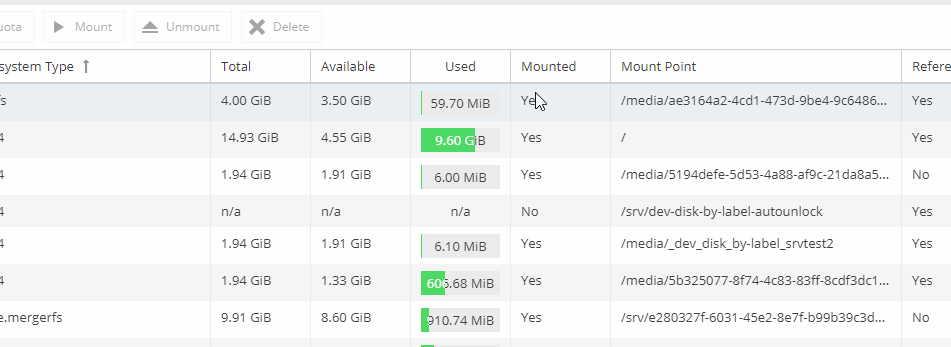 uota Mount Unmount Delete
system Type Total Available Used Mounted Mount Point Refere
fs 4.00 GiB 3.50 GiB 59.70 MiB Yes /media/ae3164a2-4cd1-473d-9be4-9c6486... Yes
4 14.93 GiB 4.55 GiB 9.60 GiB Yes / Yes
4 1.94 GiB 1.91 GiB 6.00 MiB Yes /media/5194defe-5d53-4a88-af9c-21da8a5... No
4 n/a n/a n/a No /srv/dev-disk-by-label-autounlock Yes
4 1.94 GiB 1.91 GiB 6.10 MiB Yes /media/_dev_disk_by-label_srvtest2 Yes
4 1.94 GiB 1.33 GiB 605.68 MiB Yes /media/5b325077-8f74-4c83-83ff-8cdf3dc1... Yes
e.mergerfs 9.91 GiB 8.60 GiB 910.74 MiB Yes /srv/e280327f-6031-45e2-8e7f-b99b39c3d... No